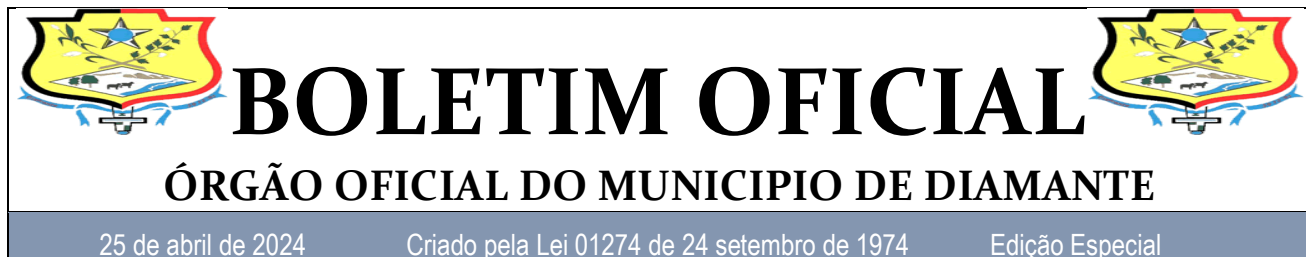 BOLETIM OFICIAL
ÓRGÃO OFICIAL DO MUNICIPIO DE DIAMANTE
25 de abril de 2024 Criado pela Lei 01274 de 24 setembro de 1974 Edição Especial